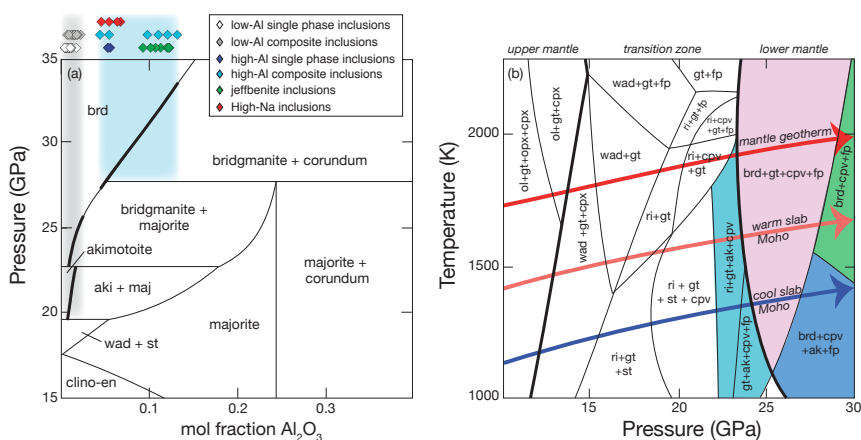 (a)
low-Al single phase inclusions
low-Al composite inclusions
high-Al single phase inclusions
high-Al composite inclusions
jeffbenite inclusions
High-Na inclusions
35
30
25
20
15
Pressure (GPa)
brd
bridgmanite + corundum
bridgmanite +
majorite
akimotoite
aki + maj
majorite
majorite +
corundum
wad + st
clino-en
0.1
0.2
0.3
mol fraction Al₂O₃
upper mantle
transition zone
lower mantle
(b)
2000
1500
1000
Temperature (K)
ol+gt+opx+cpx
ol+gt+cpx
wad+gt+fp
gt+fp
ri+gt+fp
ri+cpv
+gt+fp
mantle geotherm
wad+gt
ri+cpv
+gt
brd+gt+cpv+fp
brd+cpv+fp
wad +gt+cpx
ri+gt
warm slab
Moho
ri+gt+ak+cpv
ri + gt
+ st + cpv
cool slab
Moho
ri+gt
+st
gt+ak+cpv+fp
brd+cpv
+ak+fp
15
20
25
30
Pressure (GPa)